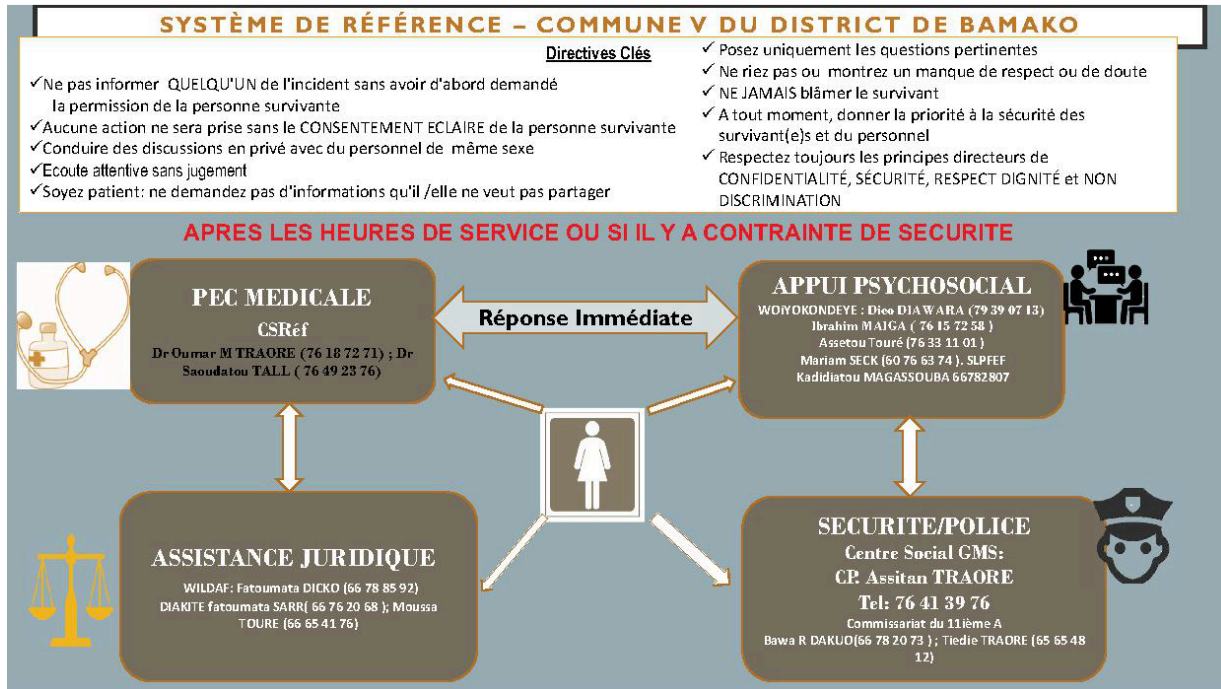 SYSTÈME DE RÉFÉRENCE – COMMUNE V DU DISTRICT DE BAMAKO
Directives Clés
✓Ne pas informer QUELQU'UN de l'incident sans avoir d'abord demandé
la permission de la personne survivante
✓Aucune action ne sera prise sans le CONSENTEMENT ECLAIRE de la personne survivante
✓Conduire des discussions en privé avec du personnel de même sexe
✓Ecoute attentive sans jugement
✓Soyez patient: ne demandez pas d'informations qu'il /elle ne veut pas partager
✓ Posez uniquement les questions pertinentes
✓ Ne riez pas ou montrez un manque de respect ou de doute
✓ NE JAMAIS blâmer le survivant
✓ A tout moment, donner la priorité à la sécurité des
survivant(e)s et du personnel
✓ Respectez toujours les principes directeurs de
CONFIDENTIALITÉ, SÉCURITÉ, RESPECT DIGNITÉ et NON
DISCRIMINATION
APRES LES HEURES DE SERVICE OU SI IL Y A CONTRAINTE DE SECURITE
PEC MEDICALE
CSRéf
Dr Oumar M TRAORE (76 18 72 71) ; Dr
Saoudatou TALL ( 76 49 23 76)
Réponse Immédiate
APPUI PSYCHOSOCIAL
WOIYOKONDEYE : Dico DIAWARA (79 39 07 13)
Ibrahim MAIGA ( 76 15 72 58 )
Assetou Touré (76 33 11 01 )
Mariam SECK (60 76 63 74 ). SLPFEF
Kadidiatou MAGASSOUBA 66782807
ASSISTANCE JURIDIQUE
WILDAF: Fatoumata DICKO (66 78 85 92)
DIAKITE fatoumata SARR( 66 76 20 68 ); Moussa
TOURE (66 65 41 76)
SECURITE/POLICE
Centre Social GMS:
CP. Assitan TRAORE
Tel: 76 41 39 76
Commissariat du 11ième A
Bawa R DAKUO(66 78 20 73 ) ; Tiedie TRAORE (65 65 48
12)